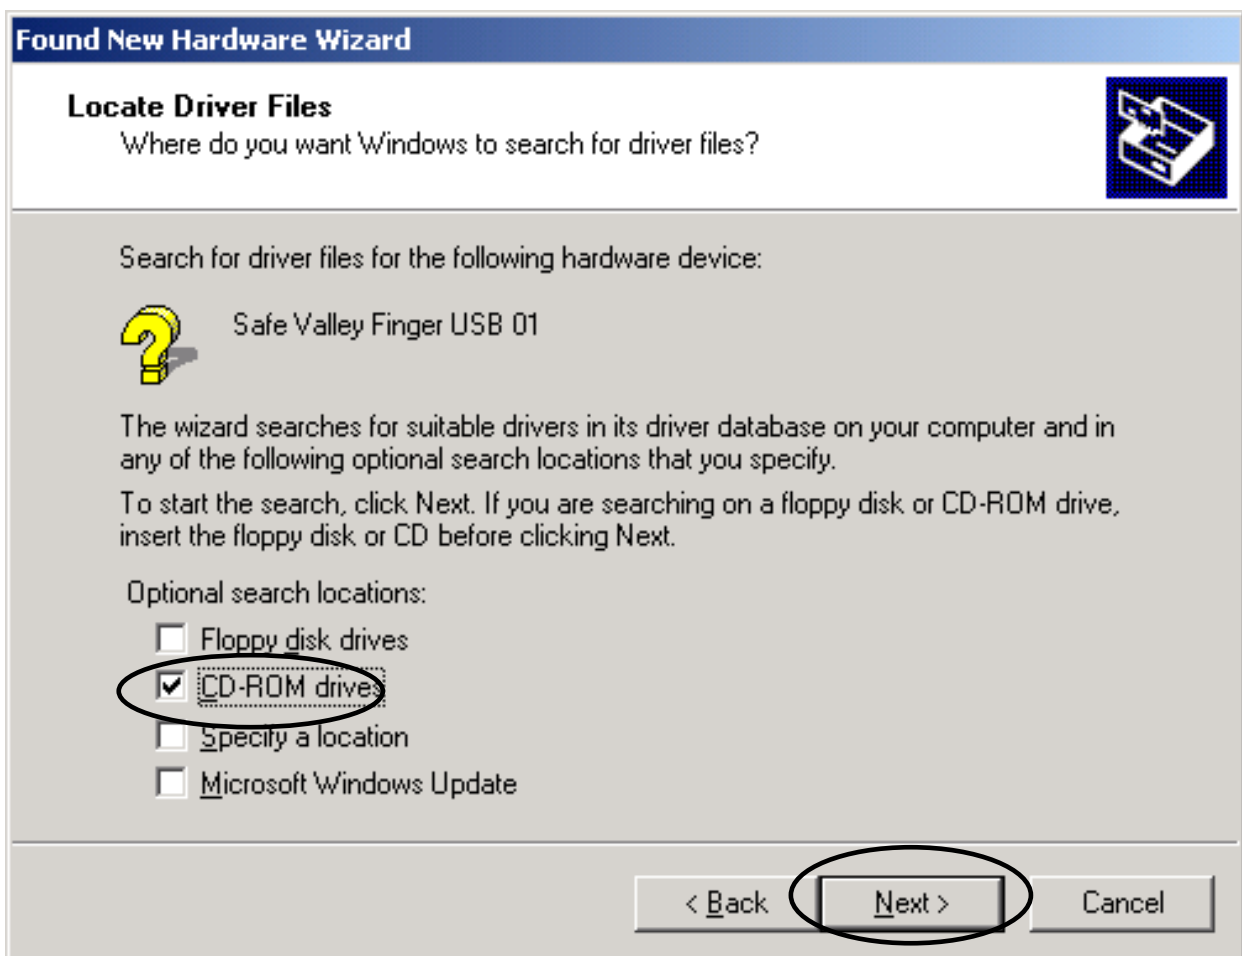 Found New Hardware Wizard
Locate Driver Files
Where do you want Windows to search for driver files?
Search for driver files for the following hardware device:
Safe Valley Finger USB 01
The wizard searches for suitable drivers in its driver database on your computer and in
any of the following optional search locations that you specify.
To start the search, click Next. If you are searching on a floppy disk or CD-ROM drive,
insert the floppy disk or CD before clicking Next.
Optional search locations:
Floppy disk drives
CD-ROM drives
Specify a location
Microsoft Windows Update
< Back Next > Cancel